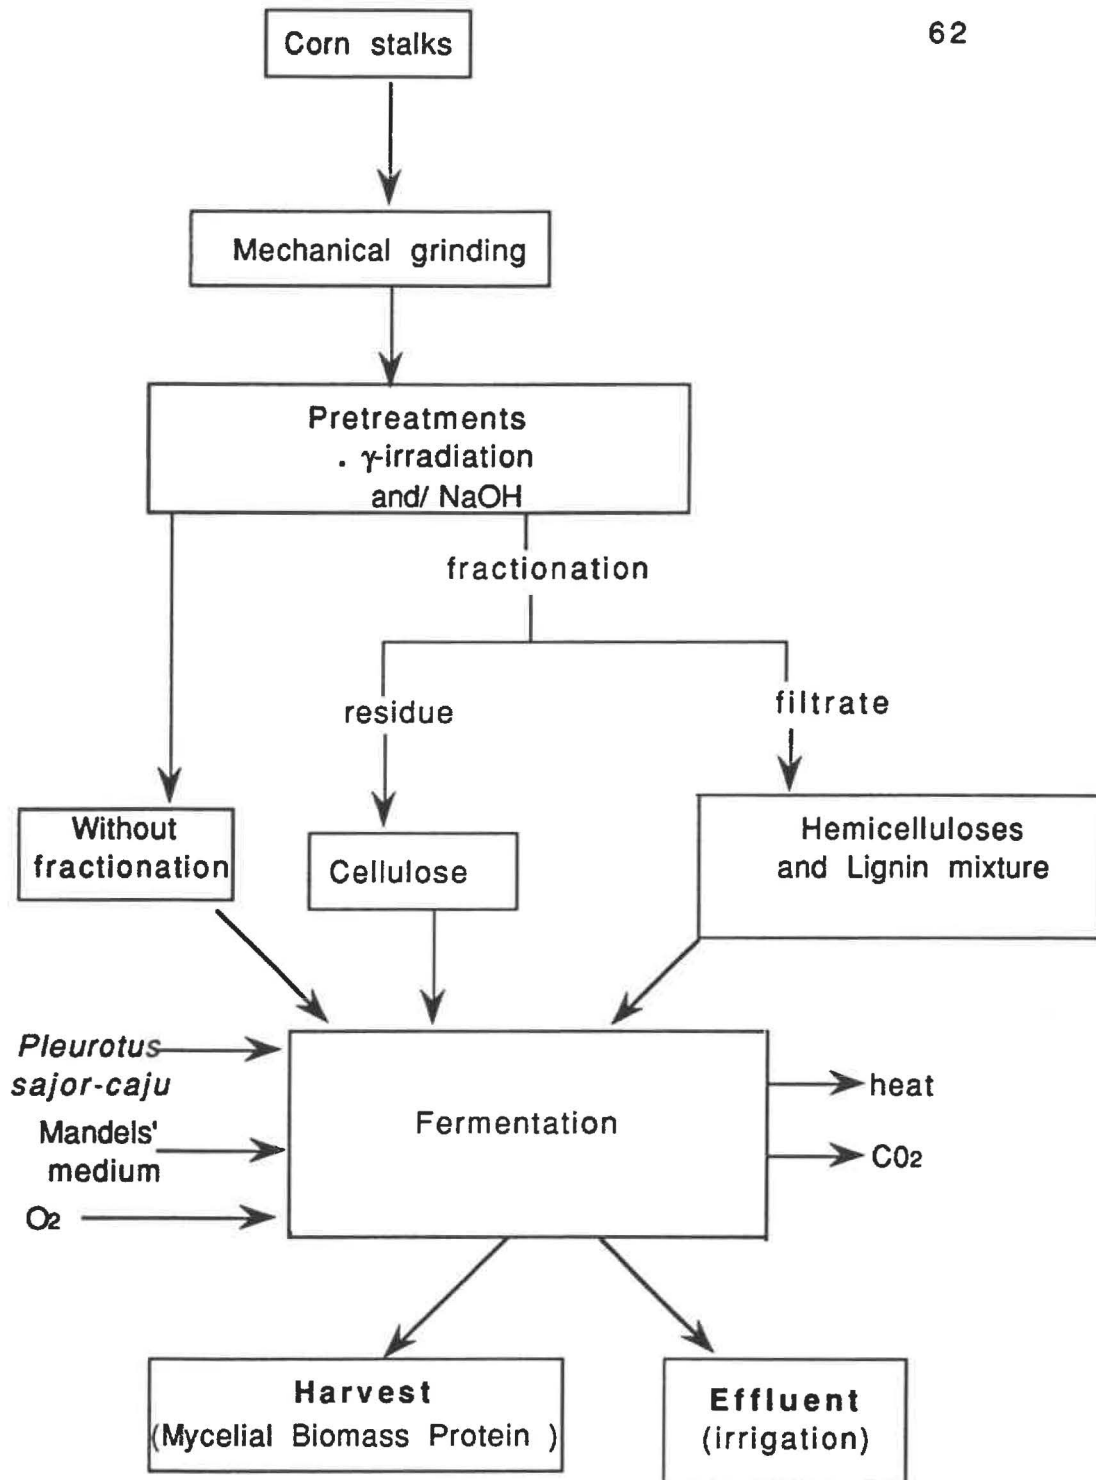 62
Corn stalks
Mechanical grinding
Pretreatments
. γ-irradiation
and/ NaOH
fractionation
residue
filtrate
Without
fractionation
Cellulose
Hemicelluloses
and Lignin mixture
Pleurotus
sajor-caju
Mandels'
medium
O2
Fermentation
heat
CO2
Harvest
(Mycelial Biomass Protein )
Effluent
(irrigation)